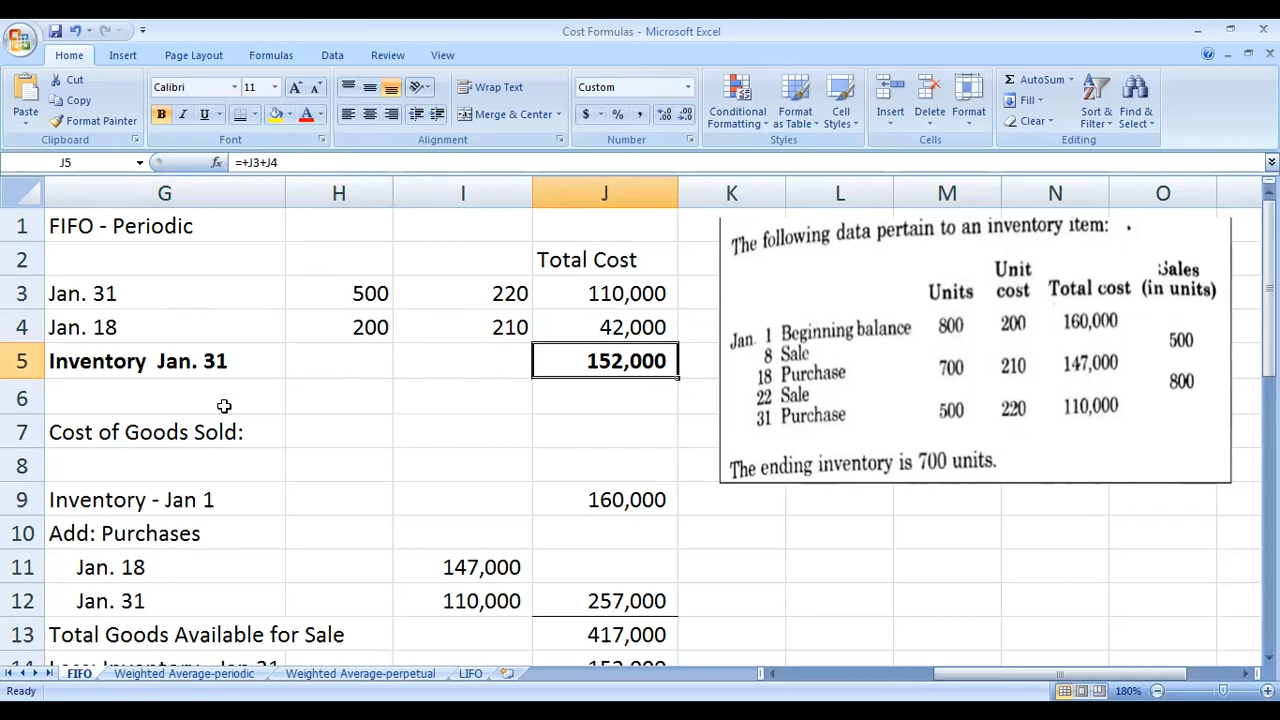 Cost Formulas - Microsoft Excel
Home Insert Page Layout Formulas Data Review View
Paste
Cut
Copy
Format Painter
Clipboard
Calibri 11
B I U A
Font
Wrap Text
Merge & Center
Alignment
Custom
$ % ,
Number
Conditional Formatting
Format as Table
Cell Styles
Styles
Insert Delete Format
Cells
AutoSum
Fill
Clear
Sort & Filter
Find & Select
Editing
J5 fx =+J3+J4
G H I J K L M N O
1 FIFO - Periodic
2 Total Cost
3 Jan. 31 500 220 110,000
4 Jan. 18 200 210 42,000
5 Inventory Jan. 31 152,000
6
7 Cost of Goods Sold:
8
9 Inventory - Jan 1 160,000
10 Add: Purchases
11 Jan. 18 147,000
12 Jan. 31 110,000 257,000
13 Total Goods Available for Sale 417,000
The following data pertain to an inventory item:
Units Unit cost Total cost Sales (in units)
Jan. 1 Beginning balance 800 200 160,000
8 Sale 500
18 Purchase 700 210 147,000
22 Sale 800
31 Purchase 500 220 110,000
The ending inventory is 700 units.
FIFO Weighted Average-periodic Weighted Average-perpetual LIFO
Ready 180%